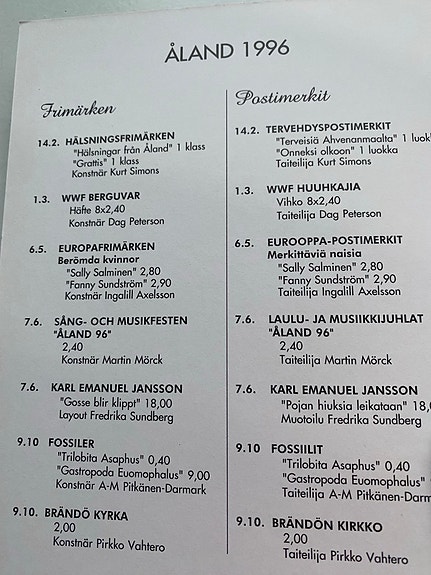 ÅLAND 1996
Frimärken
14.2. HÄLSNINGSFRIMÄRKEN
"Hälsningar från Åland" 1 klass
"Grattis" 1 klass
Konstnär Kurt Simons
1.3. WWF BERGUVAR
Häfte 8x2,40
Konstnär Dag Peterson
6.5. EUROPAFRIMÄRKEN
Berömda kvinnor
"Sally Salminen" 2,80
"Fanny Sundström" 2,90
Konstnär Ingalill Axelsson
7.6. SÅNG- OCH MUSIKFESTEN
"ÅLAND 96"
2,40
Konstnär Martin Mörck
7.6. KARL EMANUEL JANSSON
"Gosse blir klippt" 18,00
Layout Fredrika Sundberg
9.10 FOSSILER
"Trilobita Asaphus" 0,40
"Gastropoda Euomophalus" 9,00
Konstnär A-M Pitkänen-Darmark
9.10. BRÄNDÖ KYRKA
2,00
Konstnär Pirkko Vahtero
Postimerkit
14.2. TERVEHDYSPOSTIMERKIT
"Terveisiä Ahvenanmaalta" 1 luok
"Onneksi olkoon" 1 luokka
Taiteilija Kurt Simons
1.3. WWF HUUHKAJIA
Vihko 8x2,40
Taiteilija Dag Peterson
6.5. EUROOPPA-POSTIMERKIT
Merkittäviä naisia
"Sally Salminen" 2,80
"Fanny Sundström" 2,90
Taiteilija Ingalill Axelsson
7.6. LAULU- JA MUSIIKKIJUHLAT
"ÅLAND 96"
2,40
Taiteilija Martin Mörck
7.6. KARL EMANUEL JANSSON
"Pojan hiuksia leikataan" 18,
Muotoilu Fredrika Sundberg
9.10 FOSSIILIT
"Trilobita Asaphus" 0,40
"Gastropoda Euomophalus"
Taiteilija A-M Pitkänen-Darm
9.10. BRÄNDÖN KIRKKO
2,00
Taiteilija Pirkko Vahtero